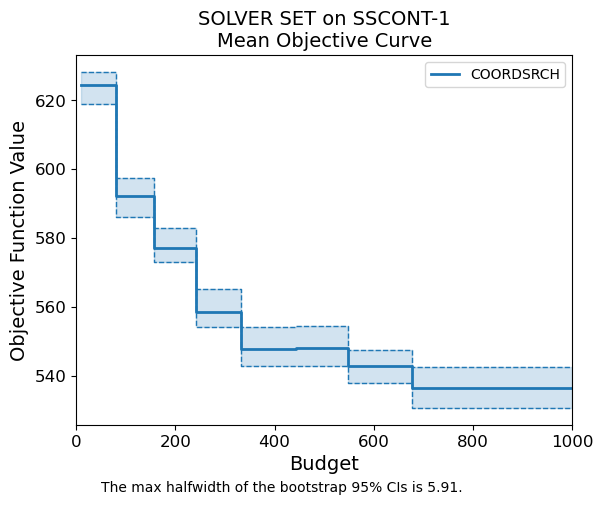 SOLVER SET on SSCONT-1
Mean Objective Curve
COORDSRCH
Objective Function Value
620
600
580
560
540
0 200 400 600 800 1000
Budget
The max halfwidth of the bootstrap 95% CIs is 5.91.